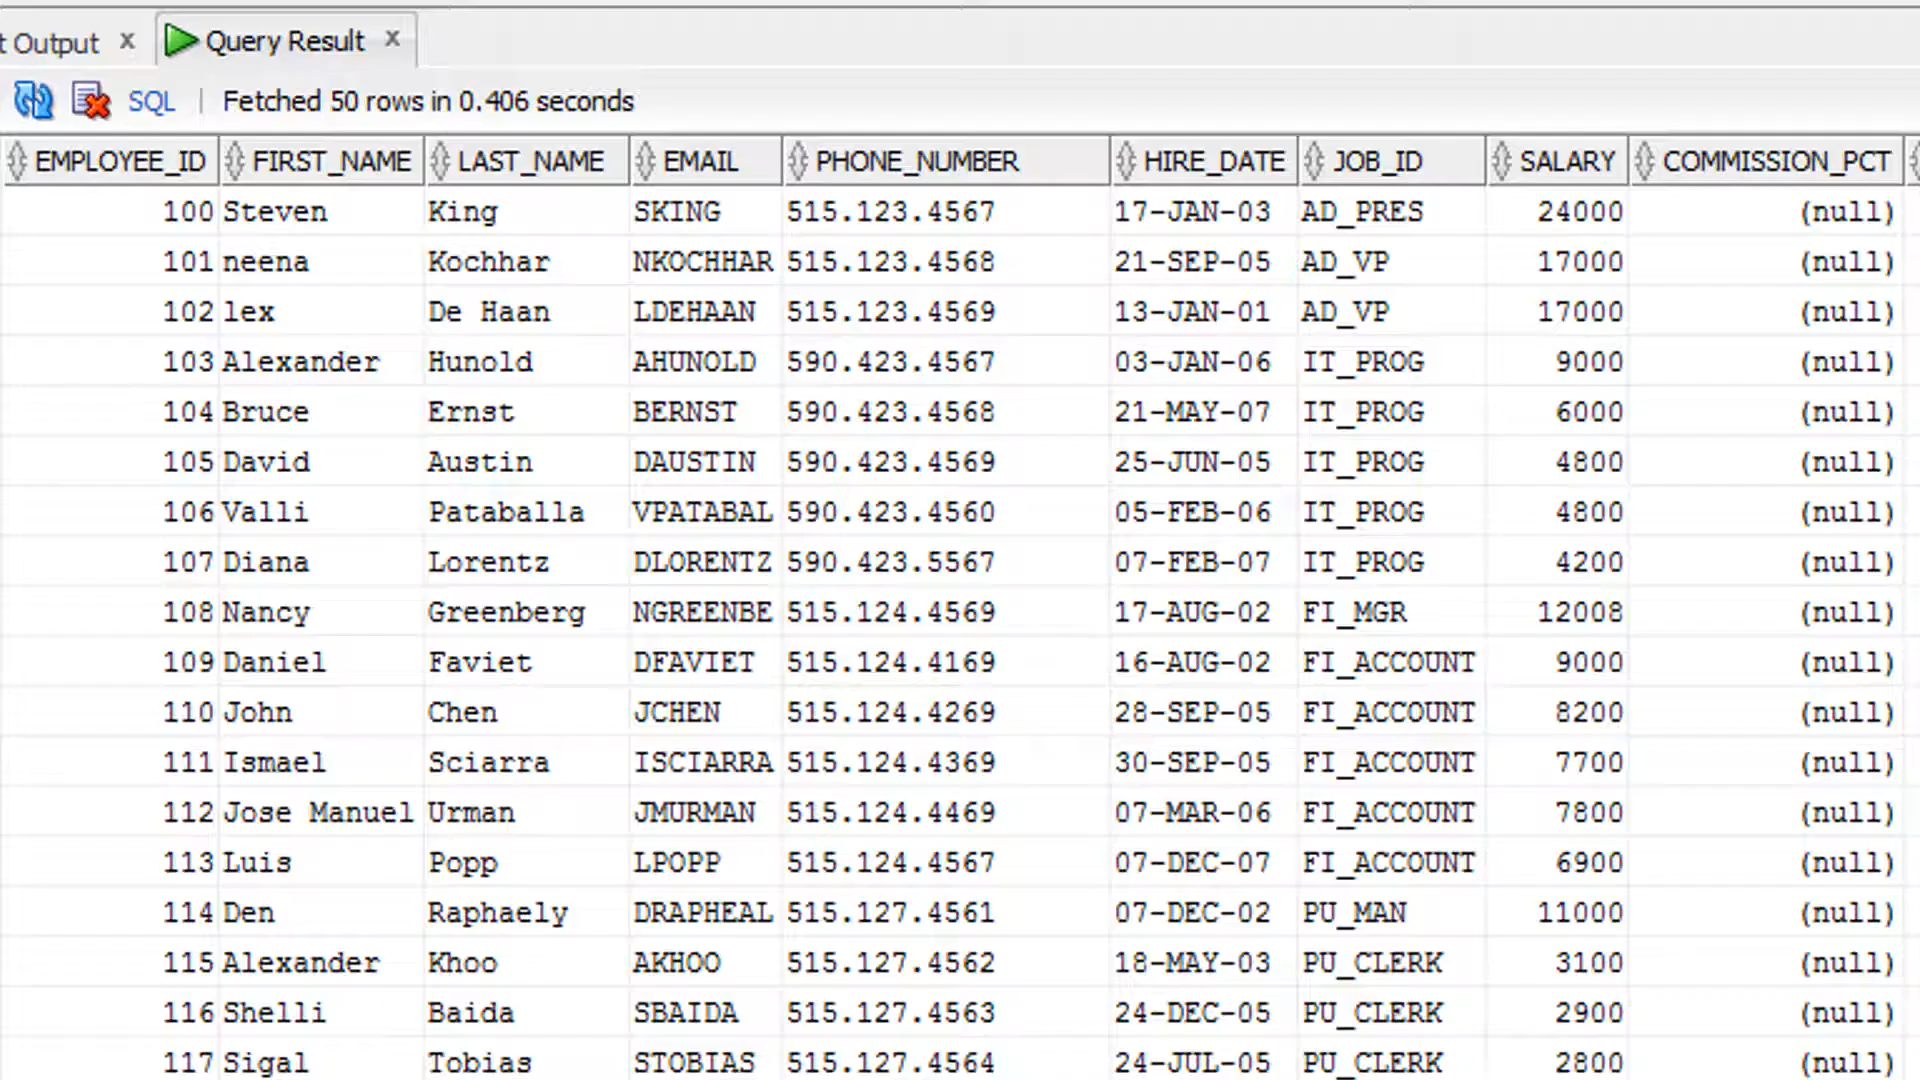 t Output x Query Result x
SQL | Fetched 50 rows in 0.406 seconds
EMPLOYEE_ID FIRST_NAME LAST_NAME EMAIL PHONE_NUMBER HIRE_DATE JOB_ID SALARY COMMISSION_PCT
100 Steven King SKING 515.123.4567 17-JAN-03 AD_PRES 24000 (null)
101 neena Kochhar NKOCHHAR 515.123.4568 21-SEP-05 AD_VP 17000 (null)
102 lex De Haan LDEHAAN 515.123.4569 13-JAN-01 AD_VP 17000 (null)
103 Alexander Hunold AHUNOLD 590.423.4567 03-JAN-06 IT_PROG 9000 (null)
104 Bruce Ernst BERNST 590.423.4568 21-MAY-07 IT_PROG 6000 (null)
105 David Austin DAUSTIN 590.423.4569 25-JUN-05 IT_PROG 4800 (null)
106 Valli Pataballa VPATABAL 590.423.4560 05-FEB-06 IT_PROG 4800 (null)
107 Diana Lorentz DLORENTZ 590.423.5567 07-FEB-07 IT_PROG 4200 (null)
108 Nancy Greenberg NGREENBE 515.124.4569 17-AUG-02 FI_MGR 12008 (null)
109 Daniel Faviet DFAVIET 515.124.4169 16-AUG-02 FI_ACCOUNT 9000 (null)
110 John Chen JCHEN 515.124.4269 28-SEP-05 FI_ACCOUNT 8200 (null)
111 Ismael Sciarra ISCIARRA 515.124.4369 30-SEP-05 FI_ACCOUNT 7700 (null)
112 Jose Manuel Urman JMURMAN 515.124.4469 07-MAR-06 FI_ACCOUNT 7800 (null)
113 Luis Popp LPOPP 515.124.4567 07-DEC-07 FI_ACCOUNT 6900 (null)
114 Den Raphaely DRAPHEAL 515.127.4561 07-DEC-02 PU_MAN 11000 (null)
115 Alexander Khoo AKHOO 515.127.4562 18-MAY-03 PU_CLERK 3100 (null)
116 Shelli Baida SBAIDA 515.127.4563 24-DEC-05 PU_CLERK 2900 (null)
117 Sigal Tobias STOBIAS 515.127.4564 24-JUL-05 PU_CLERK 2800 (null)